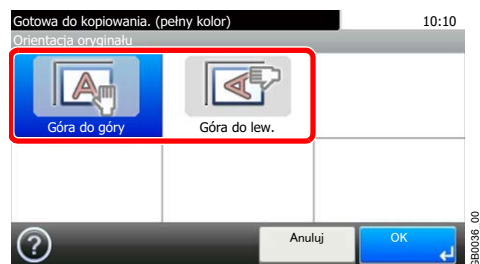 Gotowa do kopiowania. (pełny kolor) 10:10
Orientacja oryginału
A A
Góra do góry Góra do lew.
? Anuluj OK
GB0036_00